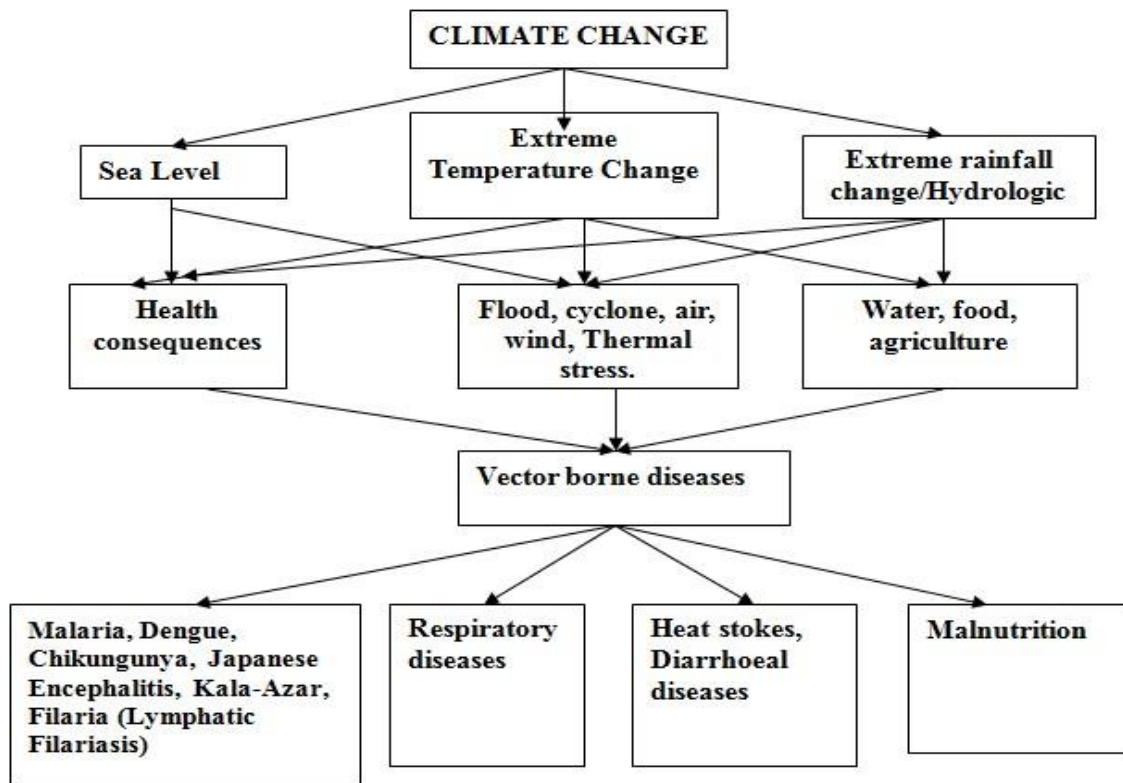 CLIMATE CHANGE
Sea Level
Extreme
Temperature Change
Extreme rainfall
change/Hydrologic
Health
consequences
Flood, cyclone, air,
wind, Thermal
stress.
Water, food,
agriculture
Vector borne diseases
Malaria, Dengue,
Chikungunya, Japanese
Encephalitis, Kala-Azar,
Filaria (Lymphatic
Filariasis)
Respiratory
diseases
Heat stokes,
Diarrhoeal
diseases
Malnutrition